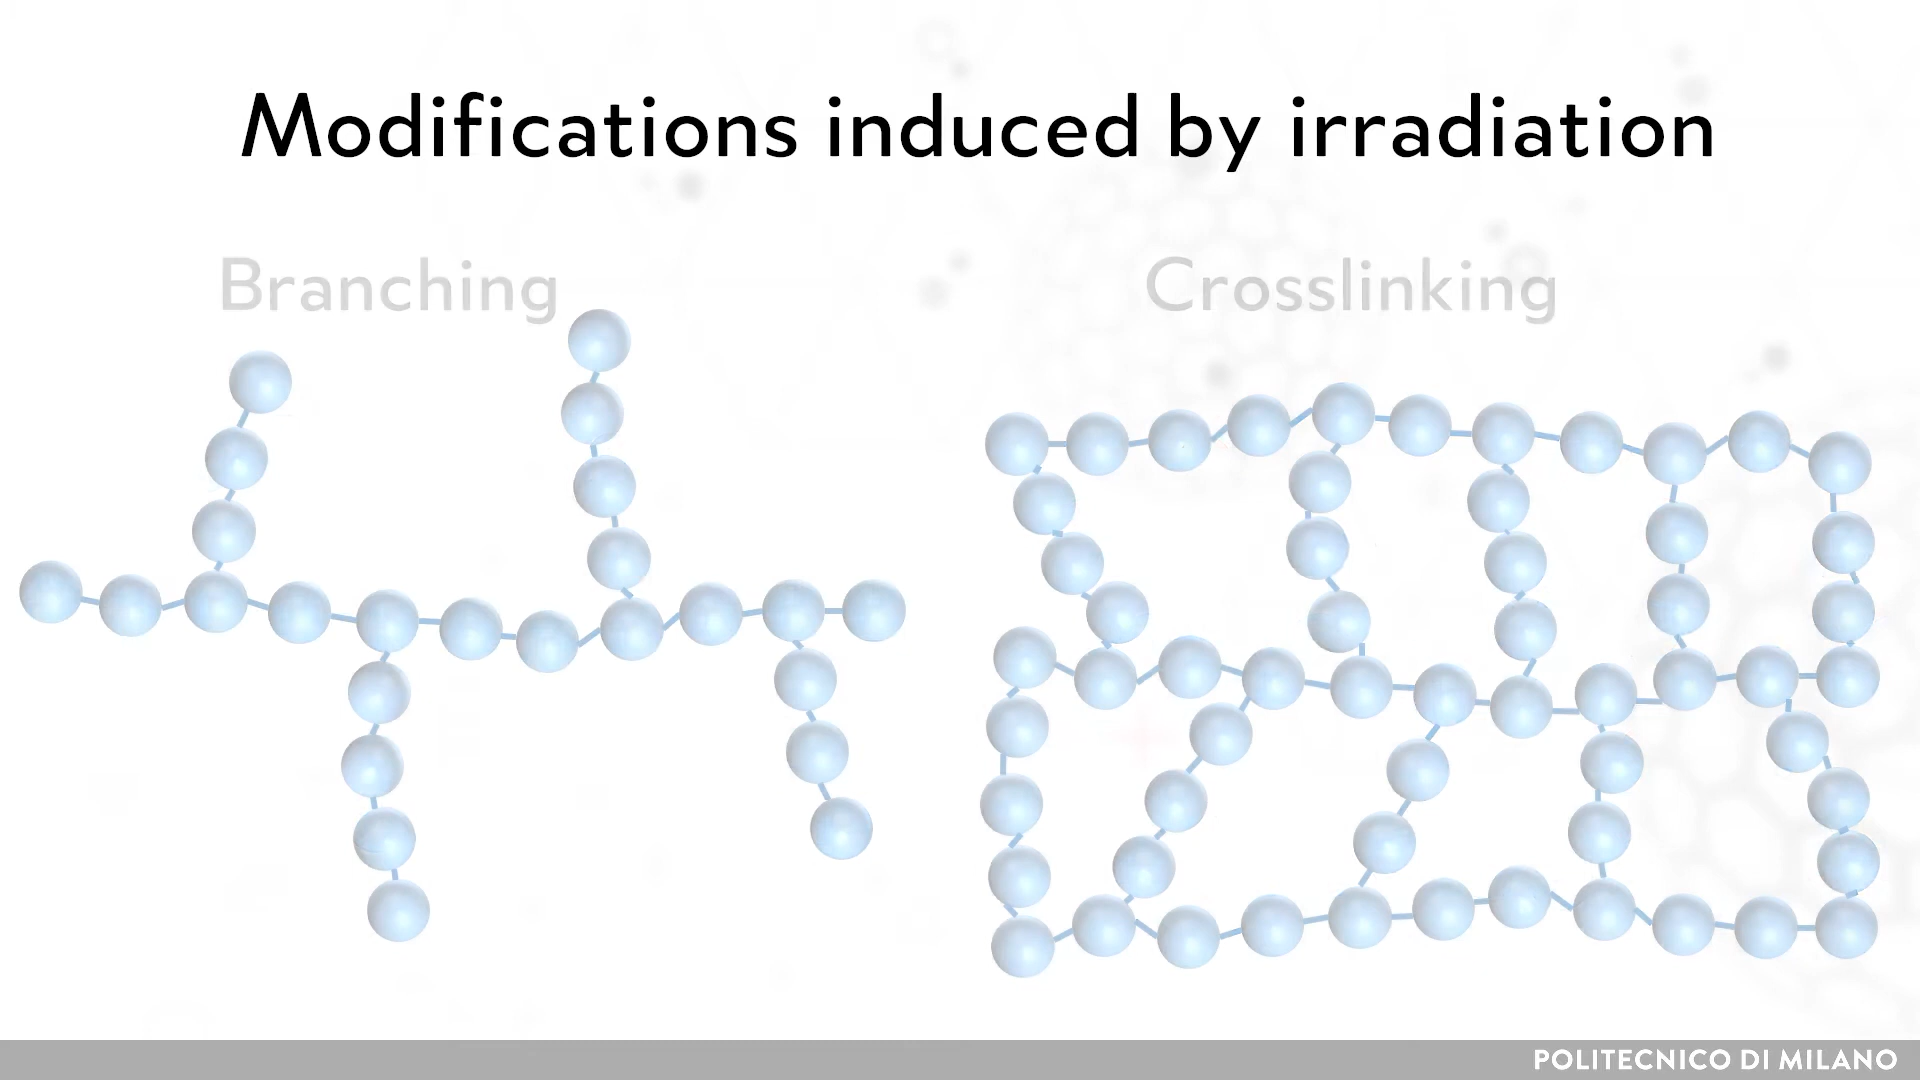 Modifications induced by irradiation
Branching
Crosslinking
POLITECNICO DI MILANO